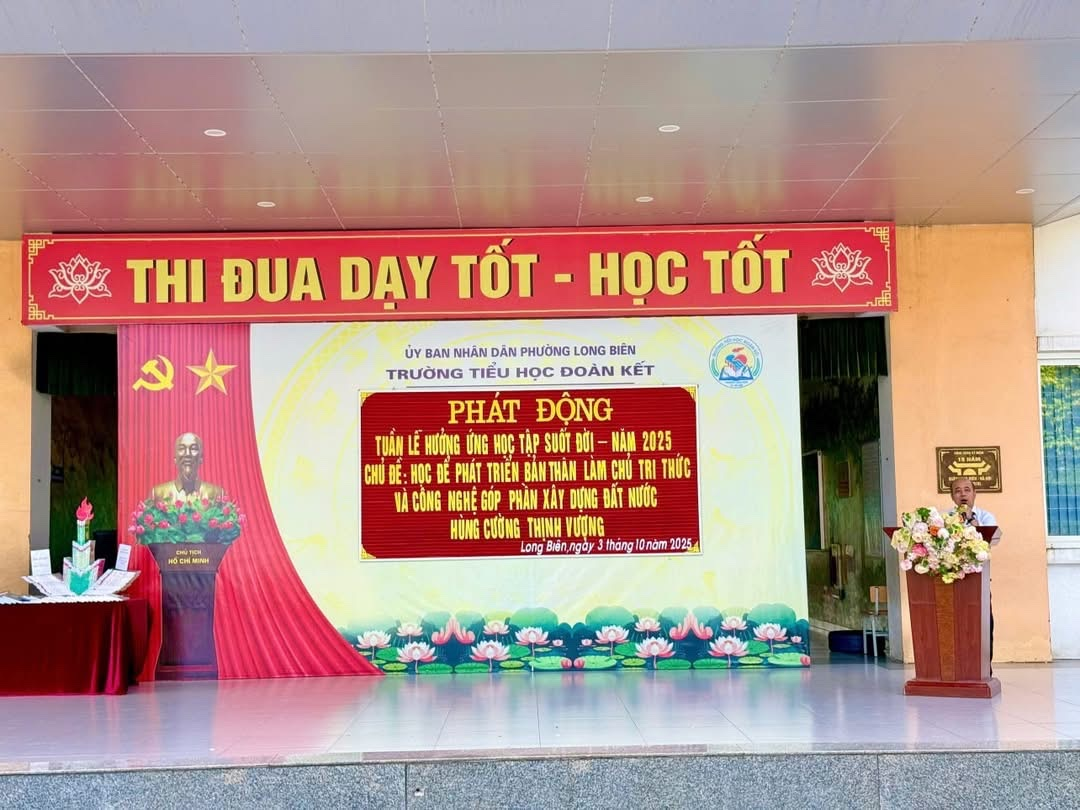 THI ĐUA DẠY TỐT - HỌC TỐT
ỦY BAN NHÂN DÂN PHƯỜNG LONG BIÊN
TRƯỜNG TIỂU HỌC ĐOÀN KẾT
PHÁT ĐỘNG
TUẦN LỄ HƯỞNG ỨNG HỌC TẬP SUỐT ĐỜI - NĂM 2025
CHỦ ĐỀ: HỌC ĐỂ PHÁT TRIỂN BẢN THÂN LÀM CHỦ TRI THỨC
VÀ CÔNG NGHỆ GÓP PHẦN XÂY DỰNG ĐẤT NƯỚC
HÙNG CƯỜNG THỊNH VƯỢNG
Long Biên, ngày 3 tháng 10 năm 2025
CHỦ TỊCH
HỒ CHÍ MINH
15 NĂM